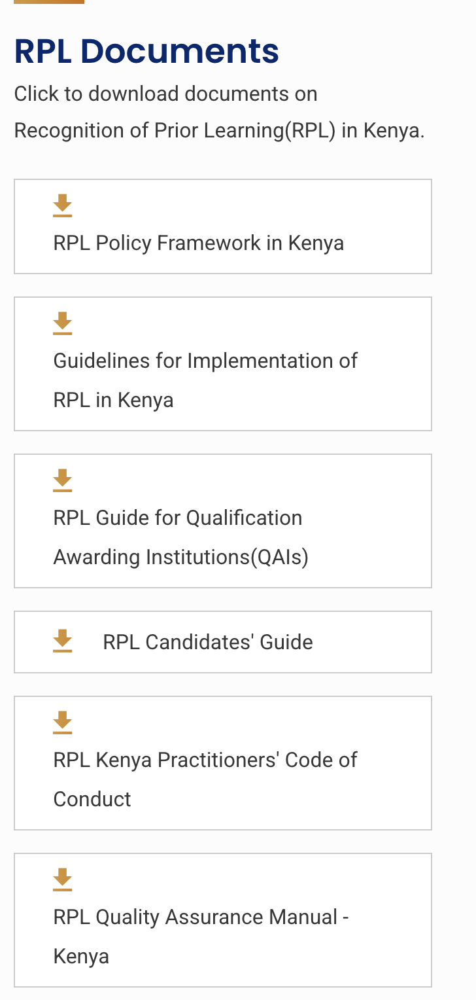 RPL Documents
Click to download documents on
Recognition of Prior Learning(RPL) in Kenya.
RPL Policy Framework in Kenya
Guidelines for Implementation of
RPL in Kenya
RPL Guide for Qualification
Awarding Institutions(QAIs)
RPL Candidates' Guide
RPL Kenya Practitioners' Code of
Conduct
RPL Quality Assurance Manual -
Kenya